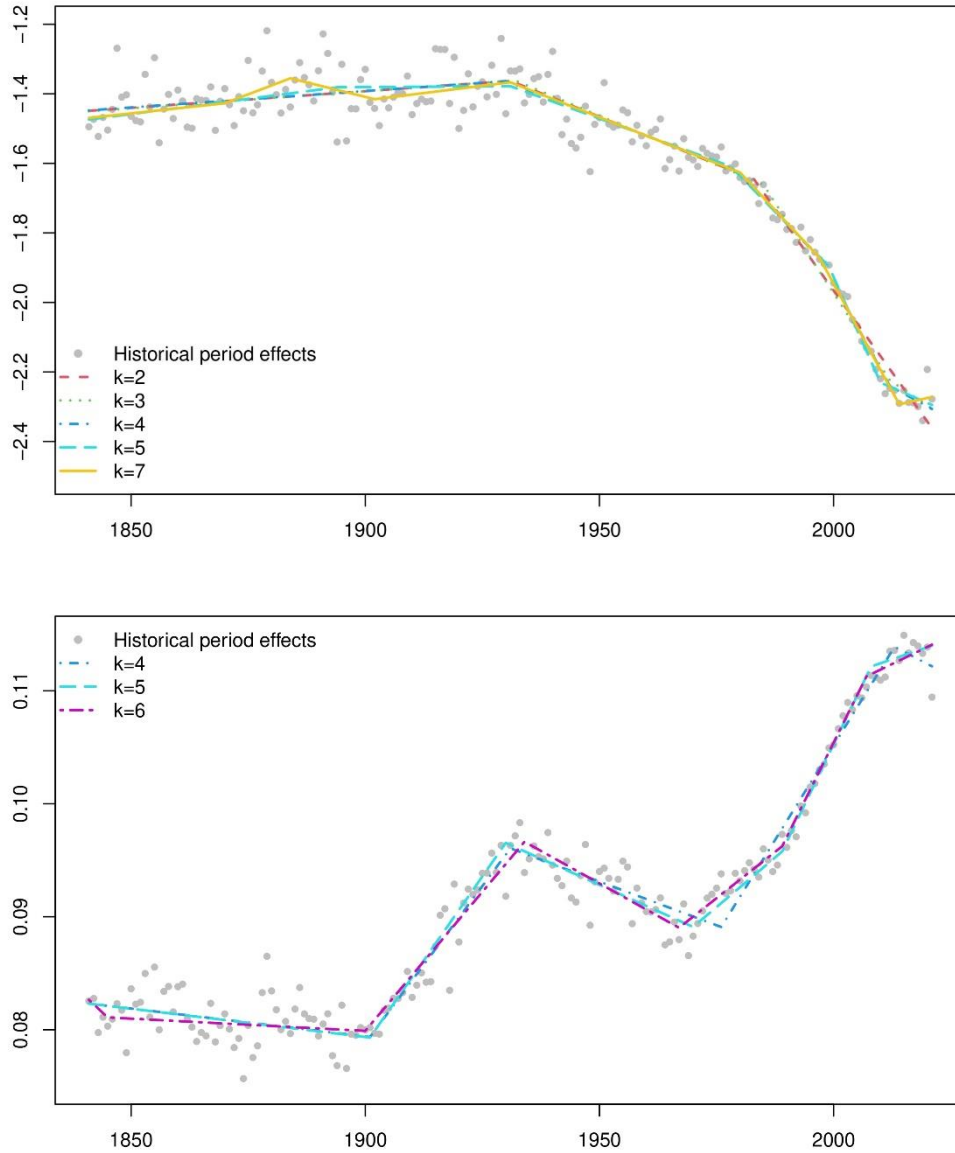 −1.2
−1.4
−1.6
−1.8
−2.0
−2.2
−2.4
Historical period effects
k=2
k=3
k=4
k=5
k=7
1850 1900 1950 2000
Historical period effects
k=4
k=5
k=6
0.11
0.10
0.09
0.08
1850 1900 1950 2000